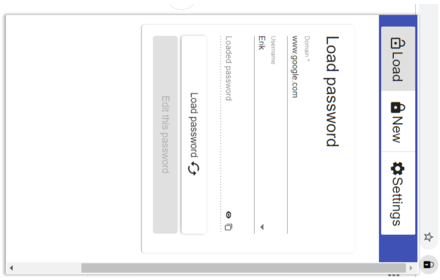 Load
New
Settings
Load password
Domain *
www.google.com
Username
Erik
Loaded password
Load password
Edit this password